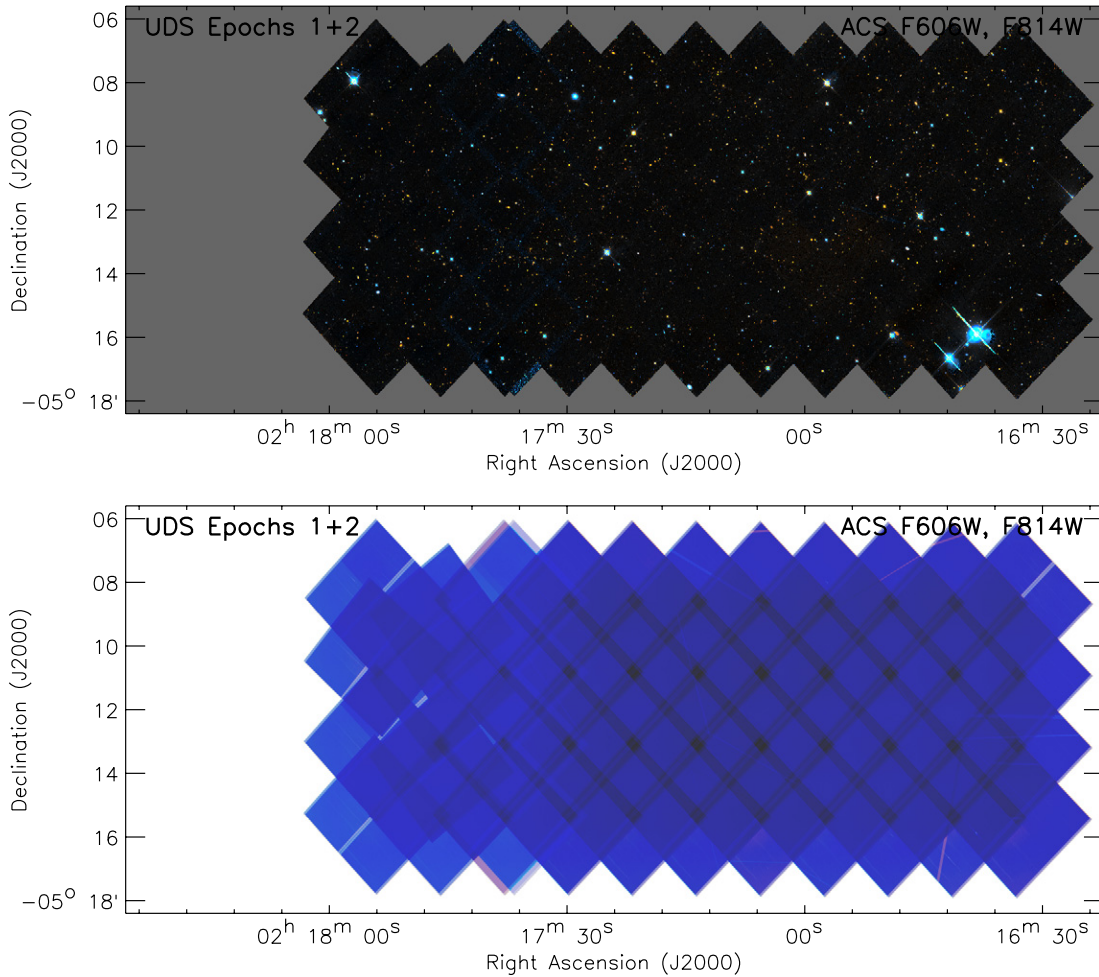 UDS Epochs 1+2 ACS F606W, F814W
06
08
10
12
14
16
−05° 18'
Declination (J2000)
02ʰ 18ᵐ 00ˢ 17ᵐ 30ˢ 00ˢ 16ᵐ 30ˢ
Right Ascension (J2000)
UDS Epochs 1+2 ACS F606W, F814W
06
08
10
12
14
16
−05° 18'
Declination (J2000)
02ʰ 18ᵐ 00ˢ 17ᵐ 30ˢ 00ˢ 16ᵐ 30ˢ
Right Ascension (J2000)